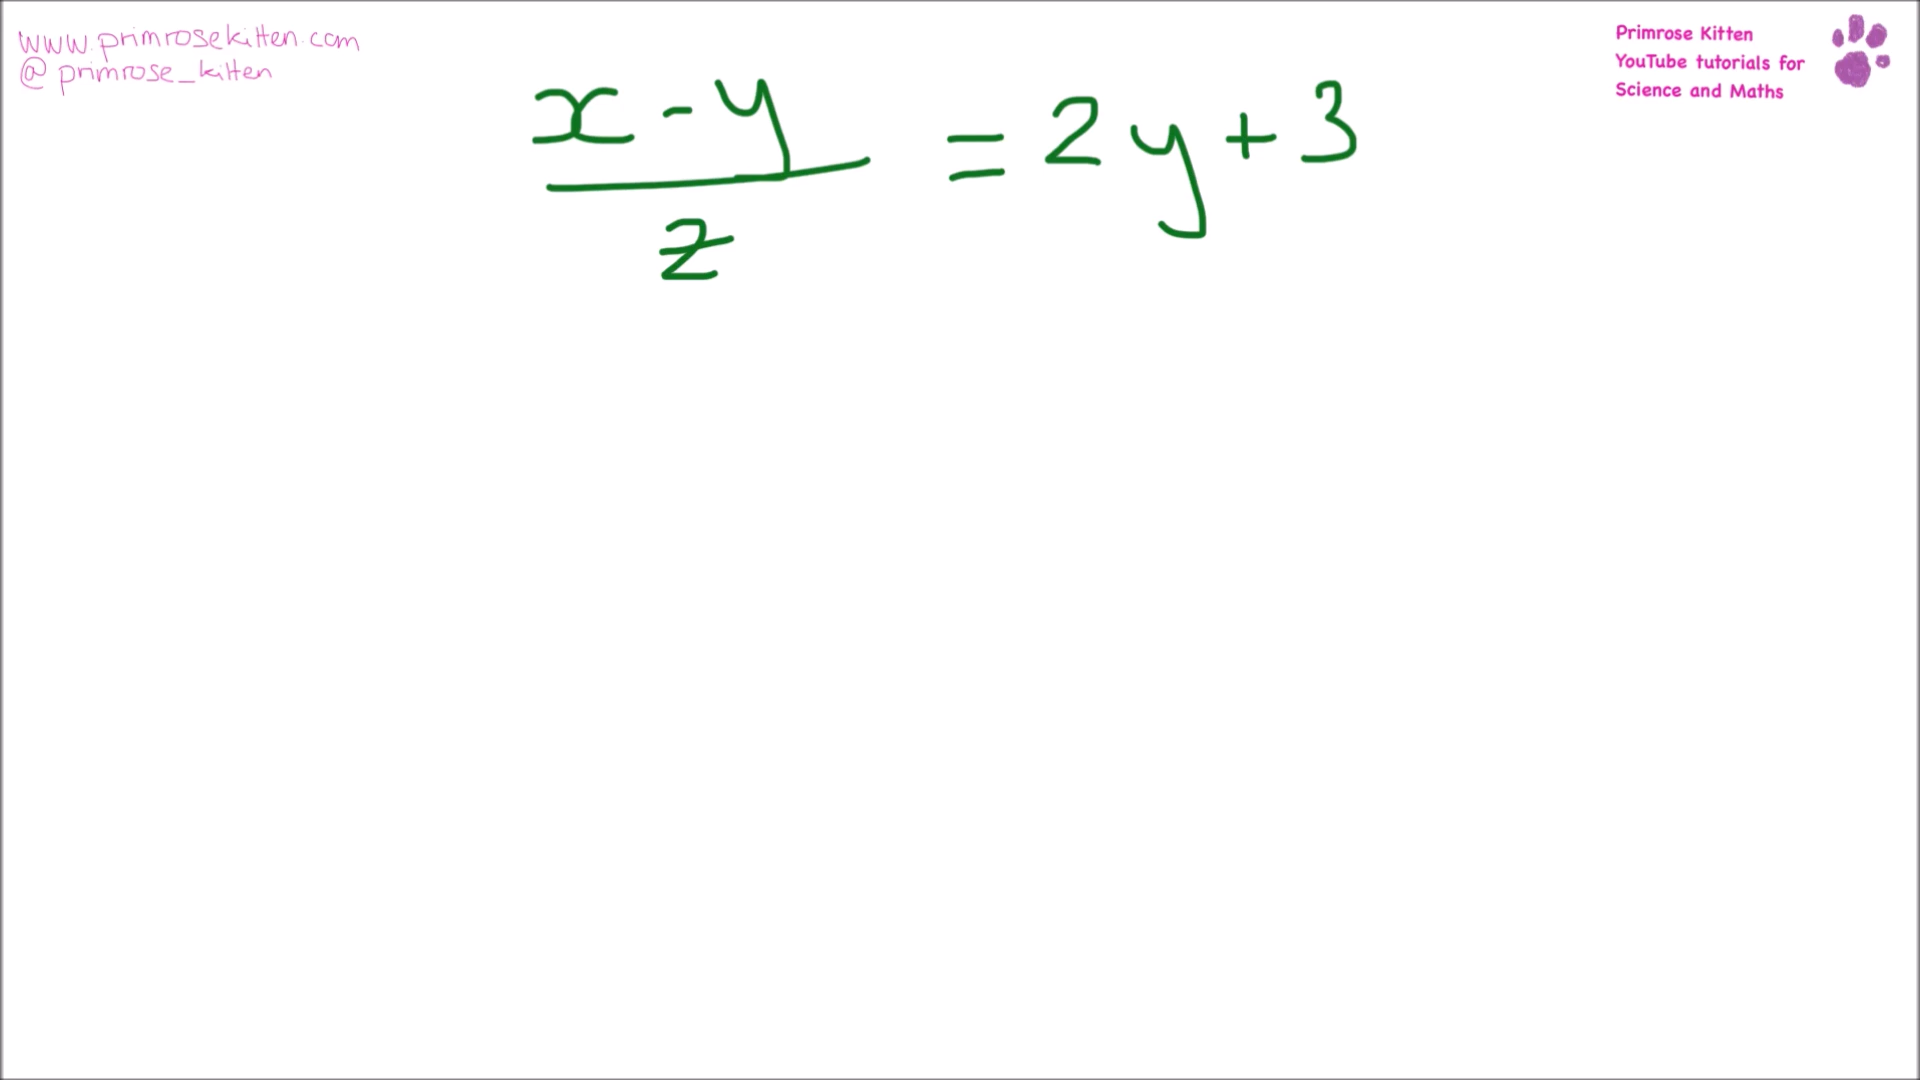 www.primrosekitten.com
@primrose_kitten
Primrose Kitten
YouTube tutorials for
Science and Maths
x - y
z
= 2y + 3